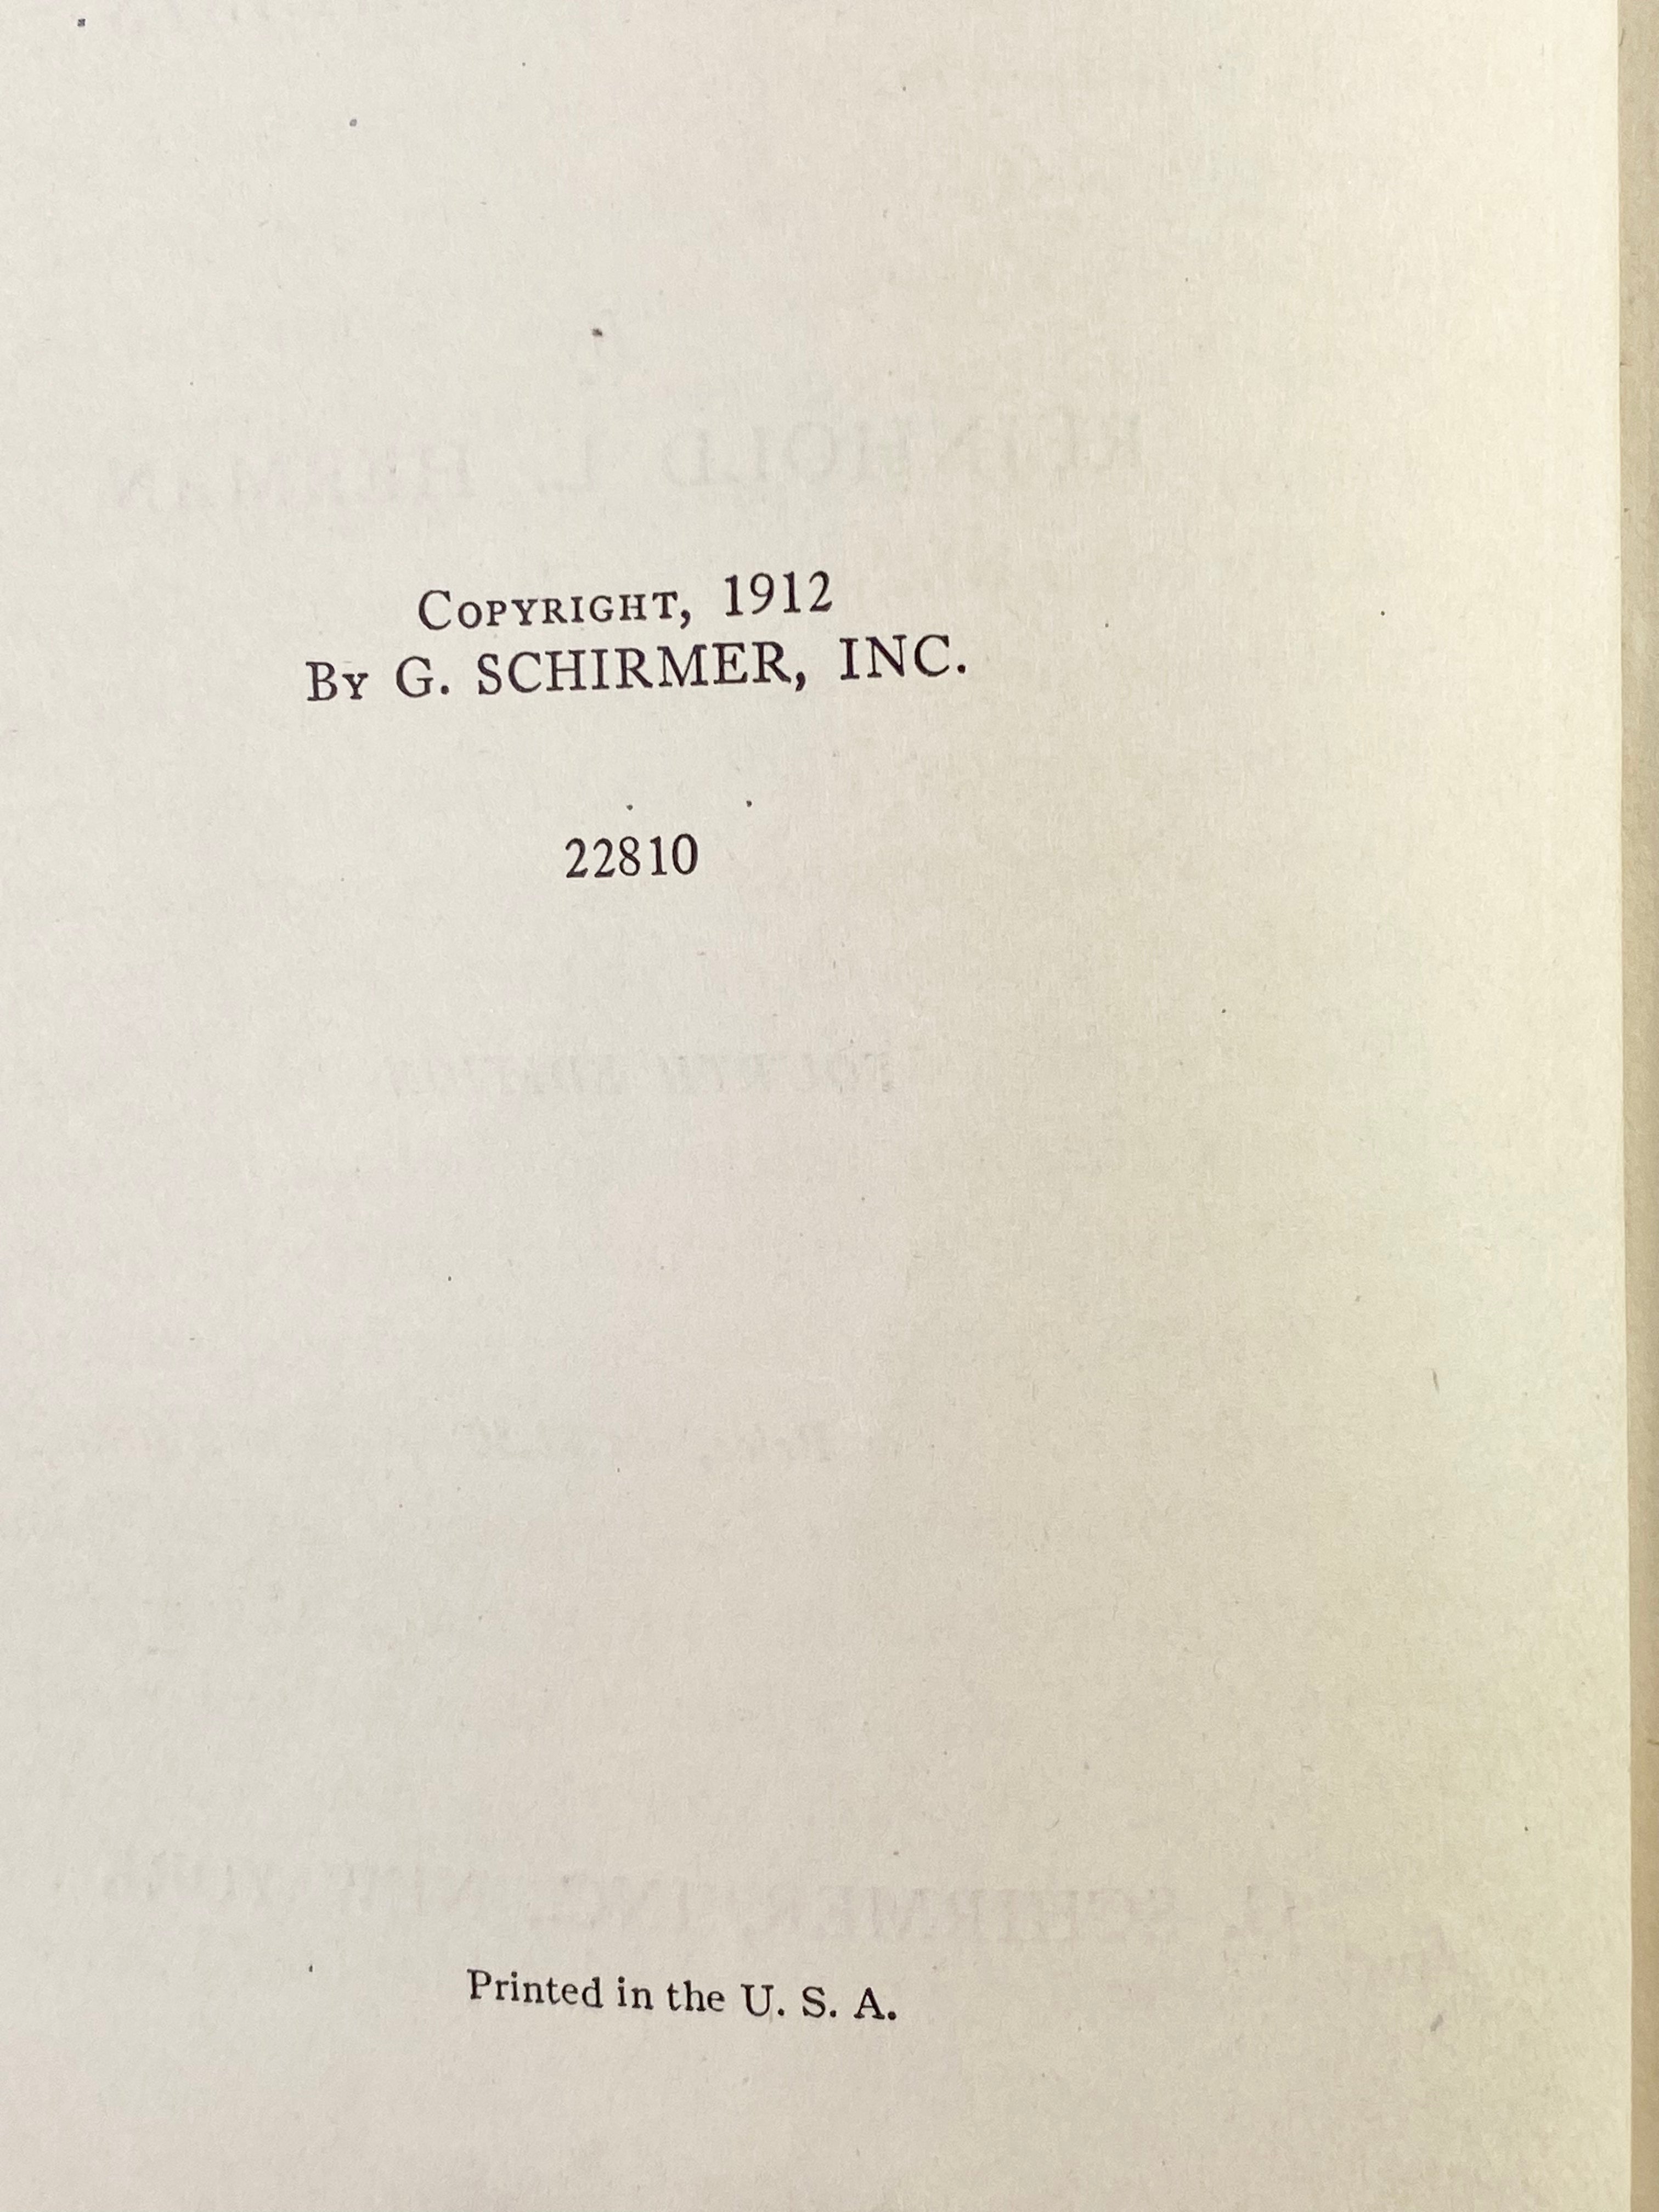 COPYRIGHT, 1912
BY G. SCHIRMER, INC.
22810
Printed in the U. S. A.